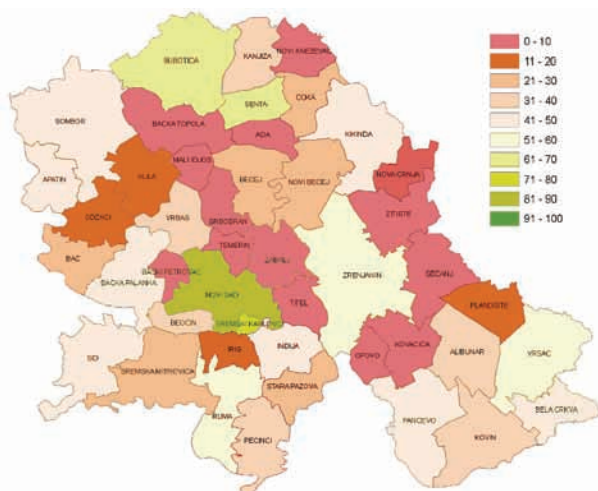 SUBOTICA
KANJIZA
NOVI KNEZEVAC
0 - 10
11 - 20
21 - 30
31 - 40
41 - 50
51 - 60
61 - 70
71 - 80
81 - 90
91 - 100
SENTA
COKA
SOMBOR
BACKA TOPOLA
ADA
KIKINDA
MALI IDJOS
APATIN
KULA
BECEJ
NOVI BECEJ
NOVA CRNJA
ODZACI
VRBAS
SRBOBRAN
ZITISTE
BAC
TEMERIN
ZABALJ
ZRENJANIN
SECANJ
BACKI PETROVAC
BACKA PALANKA
NOVI SAD
TITEL
PLANDISTE
SREMSKI KARLOVCI
BEOCIN
IRIG
INDIJA
OPOVO
KOVACICA
ALIBUNAR
VRSAC
SID
SREMSKA MITROVICA
STARA PAZOVA
RUMA
PANCEVO
BELA CRKVA
PECINCI
KOVIN